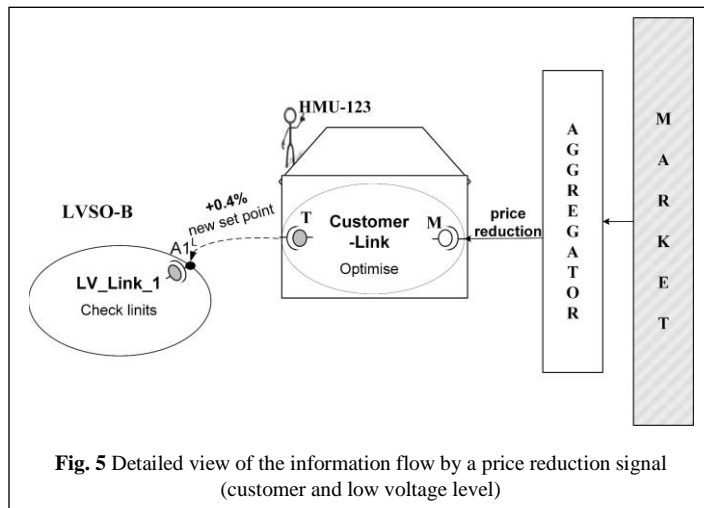 HMU-123
+0.4%
new set point
LVSO-B
A1
T
Customer
-Link
Optimise
M
price
reduction
LV_Link_1
Check linits
A
G
G
R
E
G
A
T
O
R
M
A
R
K
E
T
Fig. 5 Detailed view of the information flow by a price reduction signal
(customer and low voltage level)